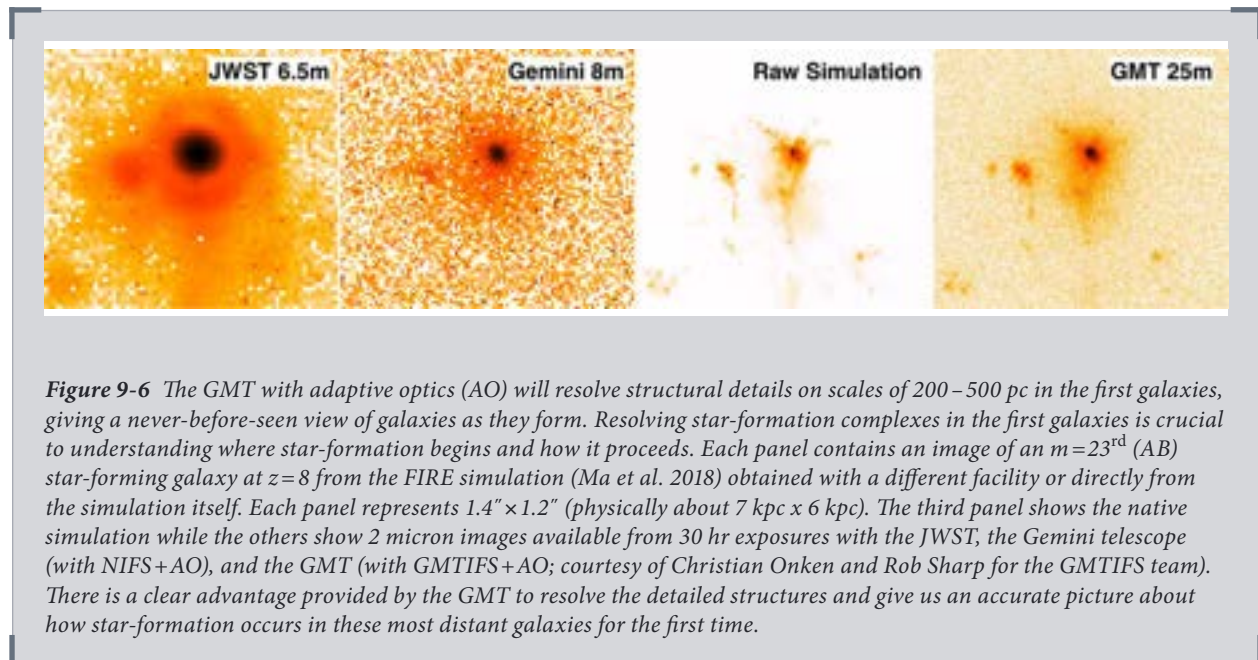 JWST 6.5m
Gemini 8m
Raw Simulation
GMT 25m
Figure 9-6 The GMT with adaptive optics (AO) will resolve structural details on scales of 200–500 pc in the first galaxies,
giving a never-before-seen view of galaxies as they form. Resolving star-formation complexes in the first galaxies is crucial
to understanding where star-formation begins and how it proceeds. Each panel contains an image of an m=23rd (AB)
star-forming galaxy at z=8 from the FIRE simulation (Ma et al. 2018) obtained with a different facility or directly from
the simulation itself. Each panel represents 1.4″×1.2″ (physically about 7 kpc x 6 kpc). The third panel shows the native
simulation while the others show 2 micron images available from 30 hr exposures with the JWST, the Gemini telescope
(with NIFS+AO), and the GMT (with GMTIFS+AO; courtesy of Christian Onken and Rob Sharp for the GMTIFS team).
There is a clear advantage provided by the GMT to resolve the detailed structures and give us an accurate picture about
how star-formation occurs in these most distant galaxies for the first time.